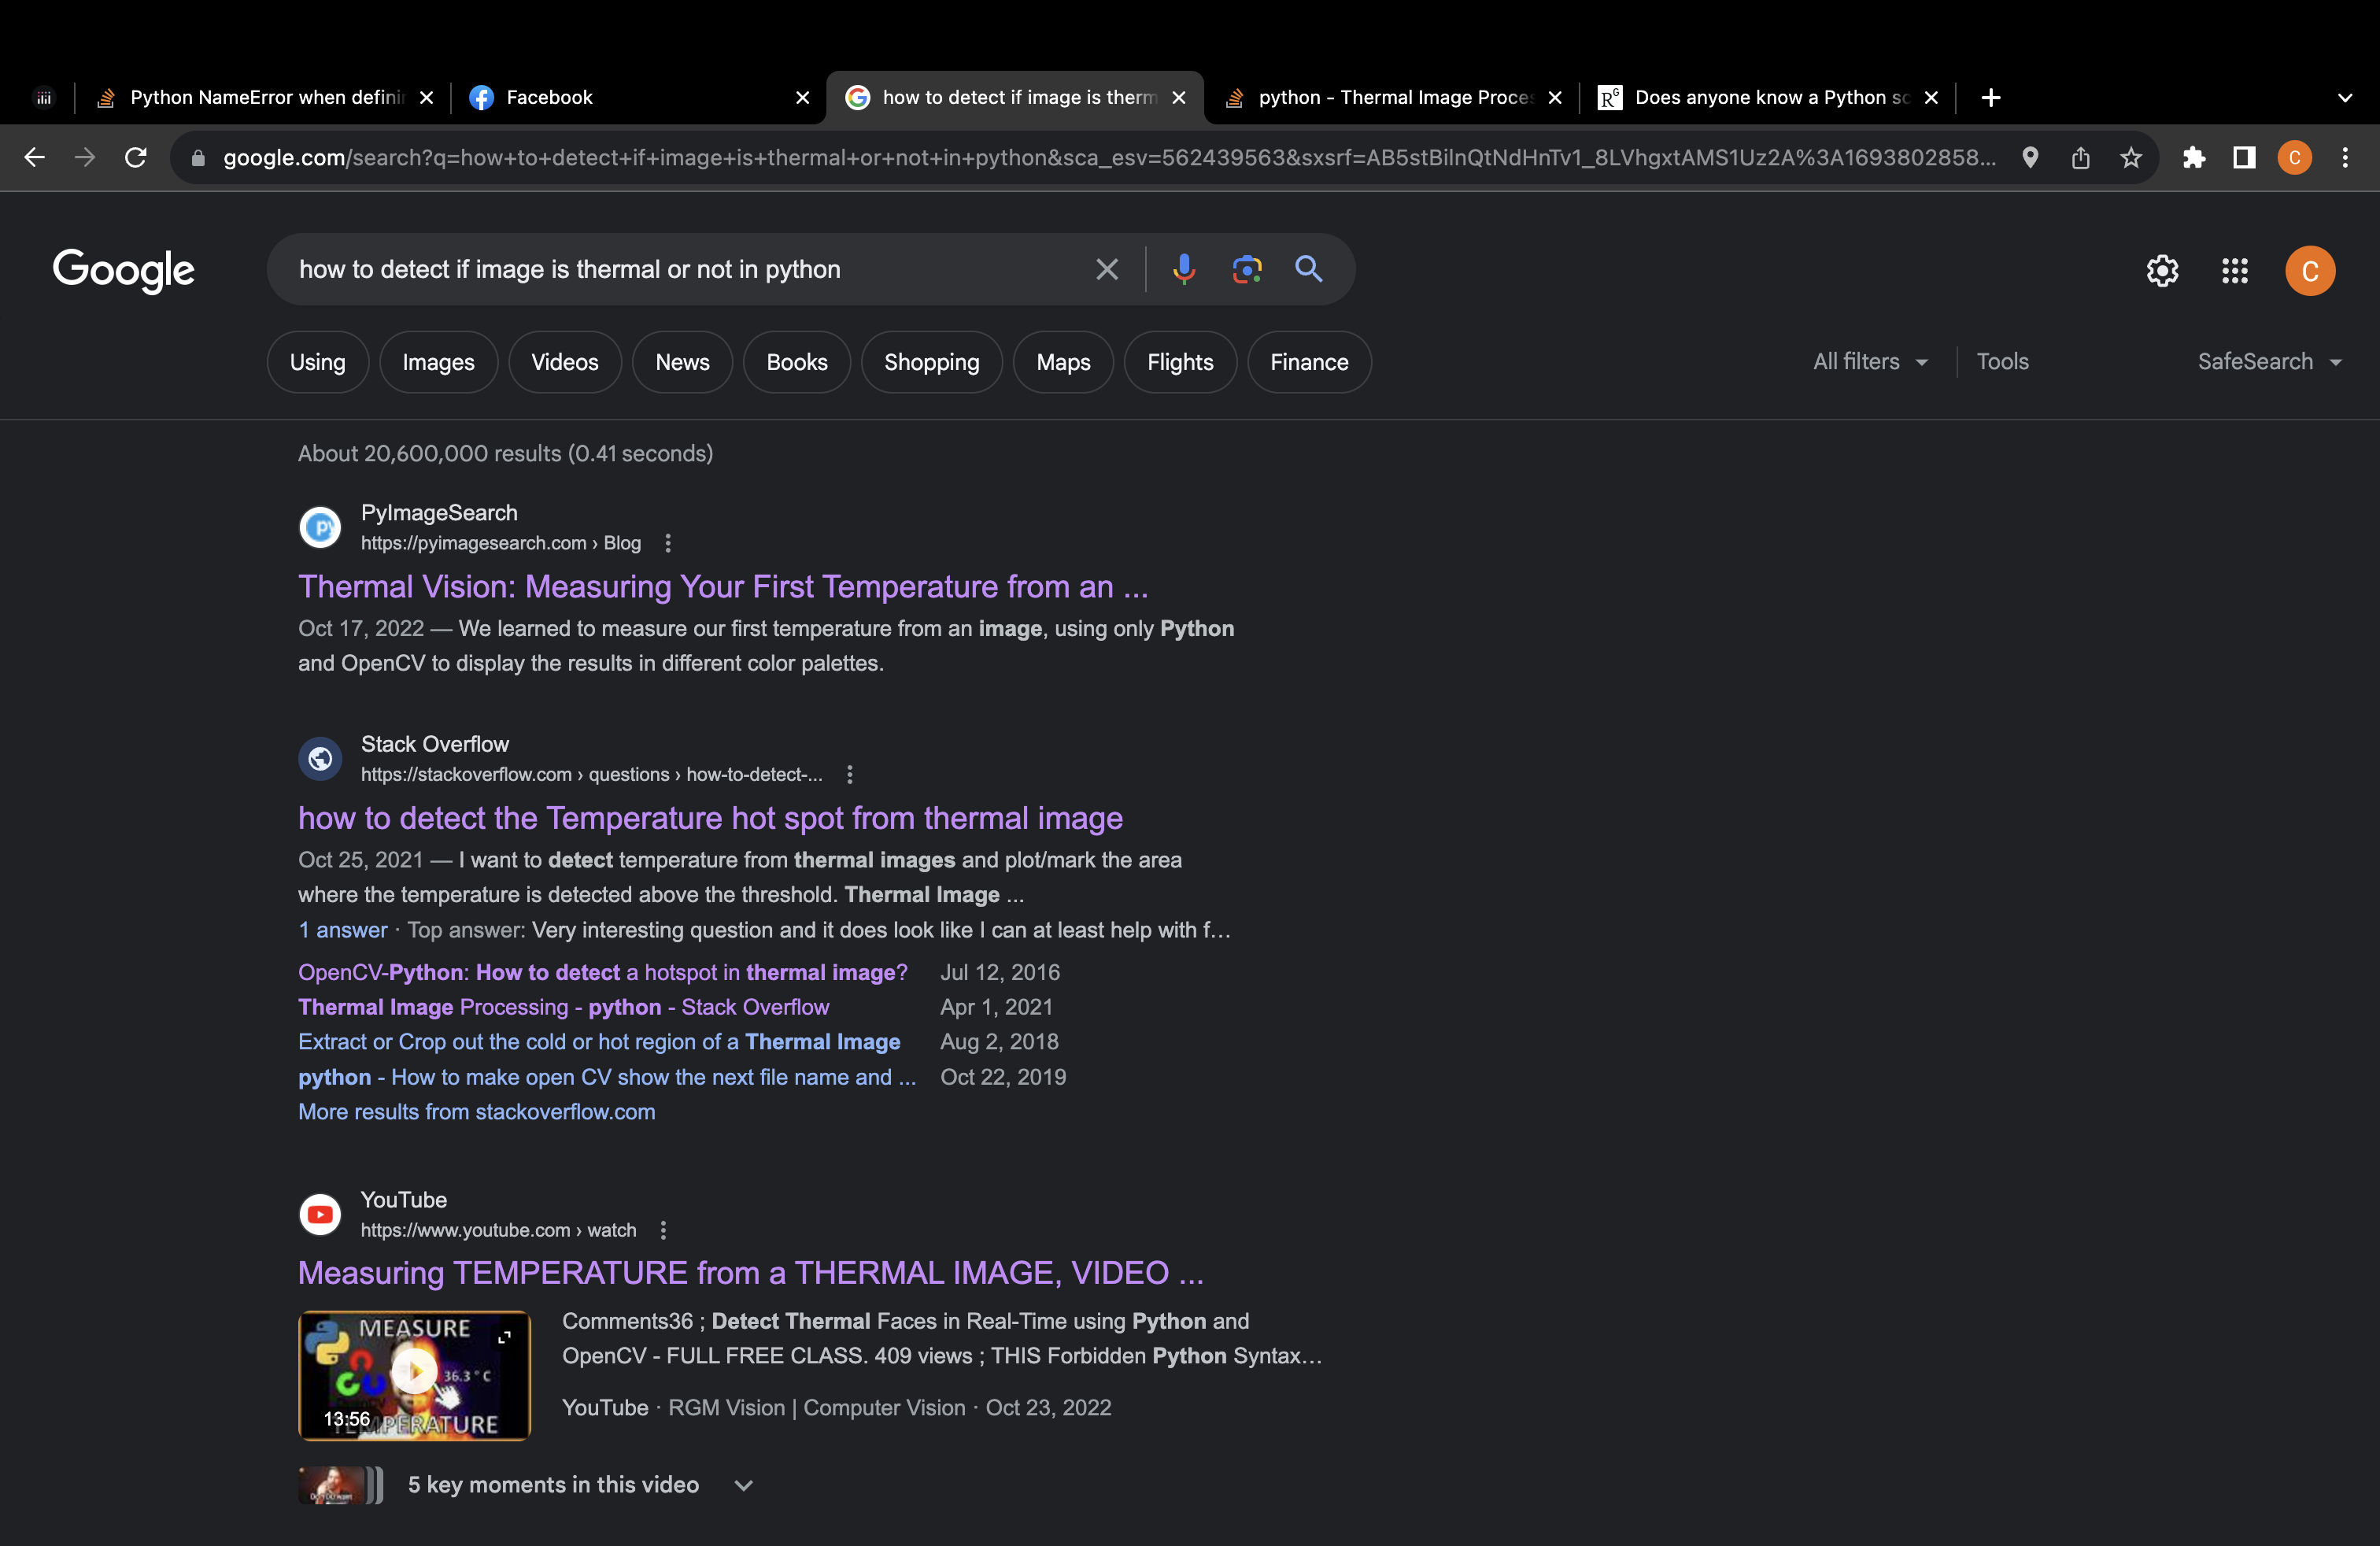 Python NameError when definin
Facebook
how to detect if image is therm
python - Thermal Image Proces
Does anyone know a Python sc
google.com/search?q=how+to+detect+if+image+is+thermal+or+not+in+python&sca_esv=562439563&sxsrf=AB5stBilnQtNdHnTv1_8LVhgxtAMS1Uz2A%3A1693802858...
C
Google
how to detect if image is thermal or not in python
C
Using
Images
Videos
News
Books
Shopping
Maps
Flights
Finance
All filters
Tools
SafeSearch
About 20,600,000 results (0.41 seconds)
PyImageSearch
https://pyimagesearch.com › Blog
Thermal Vision: Measuring Your First Temperature from an ...
Oct 17, 2022 — We learned to measure our first temperature from an image, using only Python
and OpenCV to display the results in different color palettes.
Stack Overflow
https://stackoverflow.com › questions › how-to-detect-...
how to detect the Temperature hot spot from thermal image
Oct 25, 2021 — I want to detect temperature from thermal images and plot/mark the area
where the temperature is detected above the threshold. Thermal Image ...
1 answer · Top answer: Very interesting question and it does look like I can at least help with f...
OpenCV-Python: How to detect a hotspot in thermal image? Jul 12, 2016
Thermal Image Processing - python - Stack Overflow Apr 1, 2021
Extract or Crop out the cold or hot region of a Thermal Image Aug 2, 2018
python - How to make open CV show the next file name and ... Oct 22, 2019
More results from stackoverflow.com
YouTube
https://www.youtube.com › watch
Measuring TEMPERATURE from a THERMAL IMAGE, VIDEO ...
MEASURE
36.3 °C
13:56
TEMPERATURE
Comments36 ; Detect Thermal Faces in Real-Time using Python and
OpenCV - FULL FREE CLASS. 409 views ; THIS Forbidden Python Syntax...
YouTube · RGM Vision | Computer Vision · Oct 23, 2022
5 key moments in this video